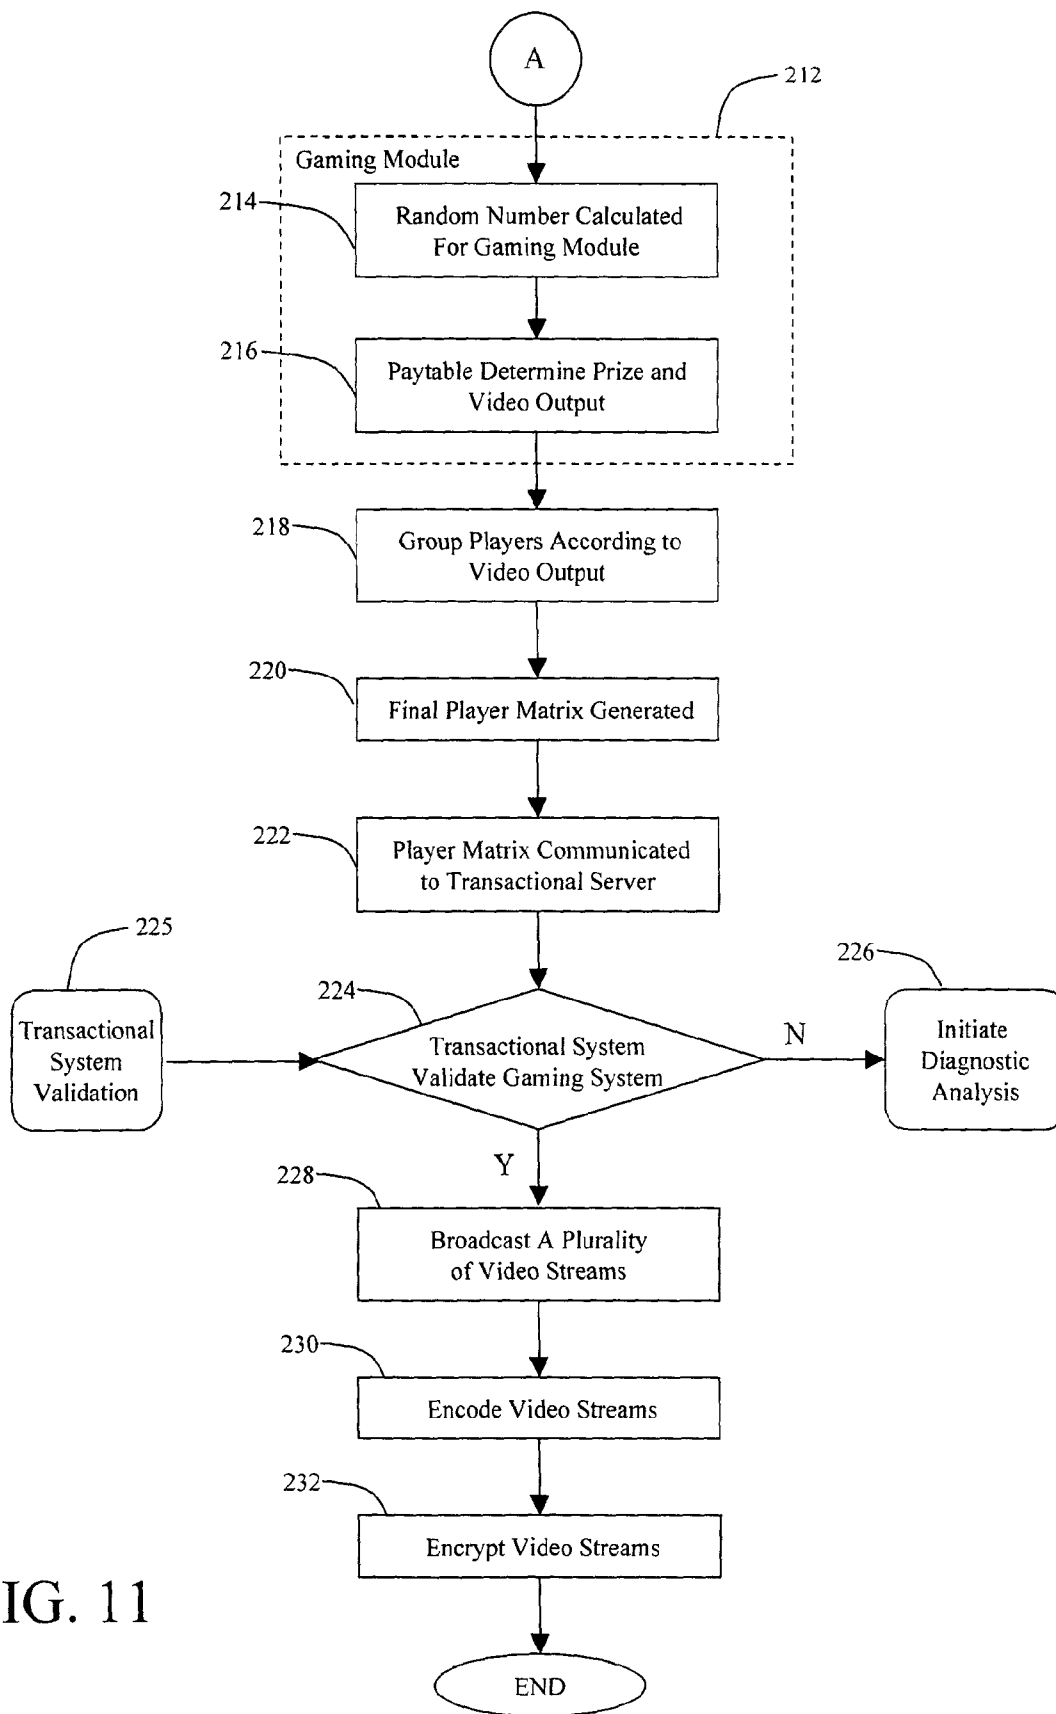 A
212
Gaming Module
214
Random Number Calculated
For Gaming Module
216
Paytable Determine Prize and
Video Output
218
Group Players According to
Video Output
220
Final Player Matrix Generated
222
Player Matrix Communicated
to Transactional Server
225
Transactional
System
Validation
224
Transactional System
Validate Gaming System
N
226
Initiate
Diagnostic
Analysis
Y
228
Broadcast A Plurality
of Video Streams
230
Encode Video Streams
232
Encrypt Video Streams
IG. 11
END